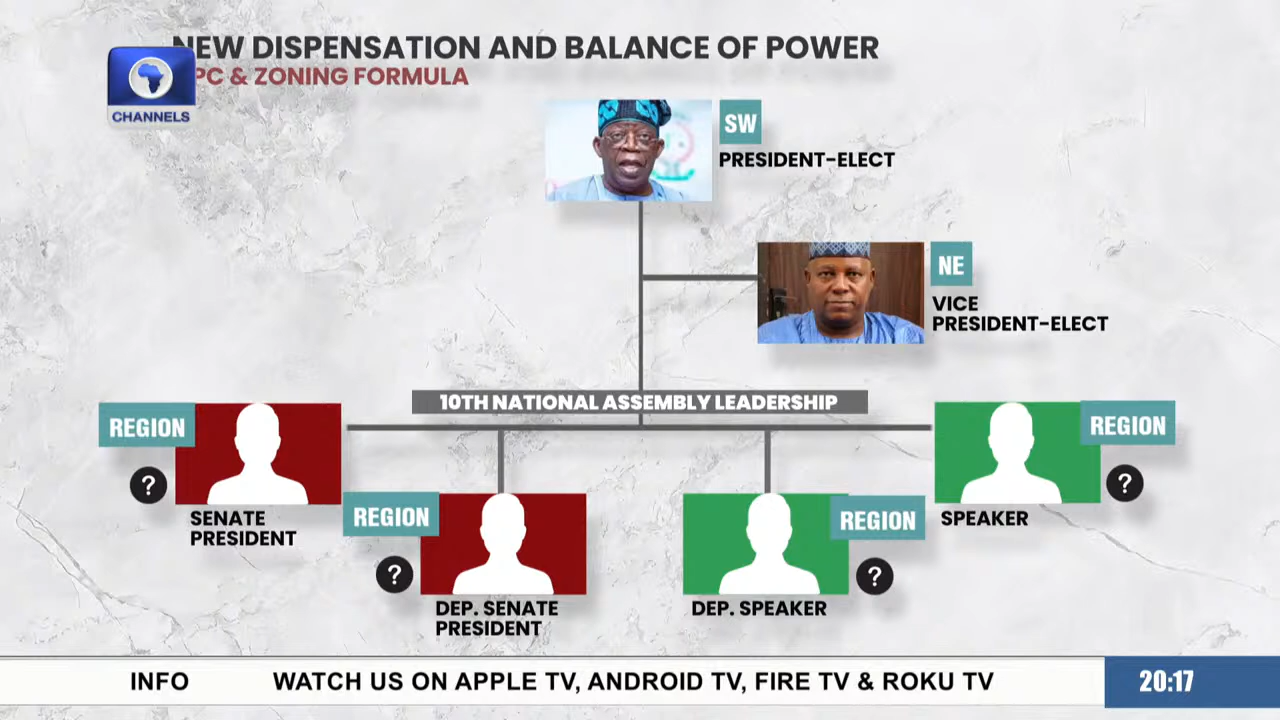 NEW DISPENSATION AND BALANCE OF POWER
PC & ZONING FORMULA
CHANNELS
SW
PRESIDENT-ELECT
NE
VICE
PRESIDENT-ELECT
10TH NATIONAL ASSEMBLY LEADERSHIP
REGION
?
SENATE
PRESIDENT
REGION
?
DEP. SENATE
PRESIDENT
REGION
?
DEP. SPEAKER
REGION
?
SPEAKER
INFO
WATCH US ON APPLE TV, ANDROID TV, FIRE TV & ROKU TV
20:17